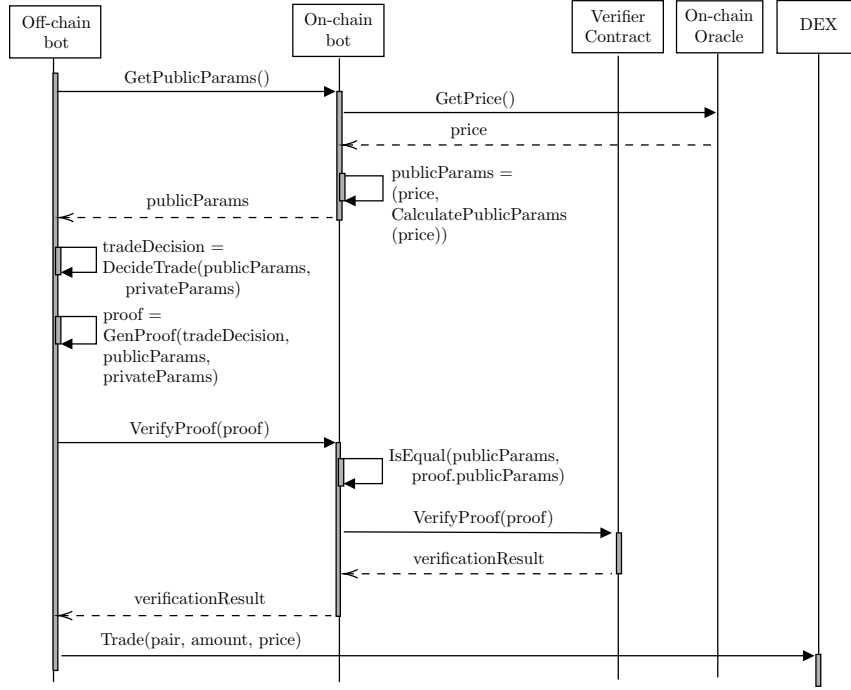 Off-chain
bot
On-chain
bot
Verifier
Contract
On-chain
Oracle
DEX
GetPublicParams()
GetPrice()
price
publicParams =
(price,
CalculatePublicParams
(price))
publicParams
tradeDecision =
DecideTrade(publicParams,
privateParams)
proof =
GenProof(tradeDecision,
publicParams,
privateParams)
VerifyProof(proof)
IsEqual(publicParams,
proof.publicParams)
VerifyProof(proof)
verificationResult
verificationResult
Trade(pair, amount, price)